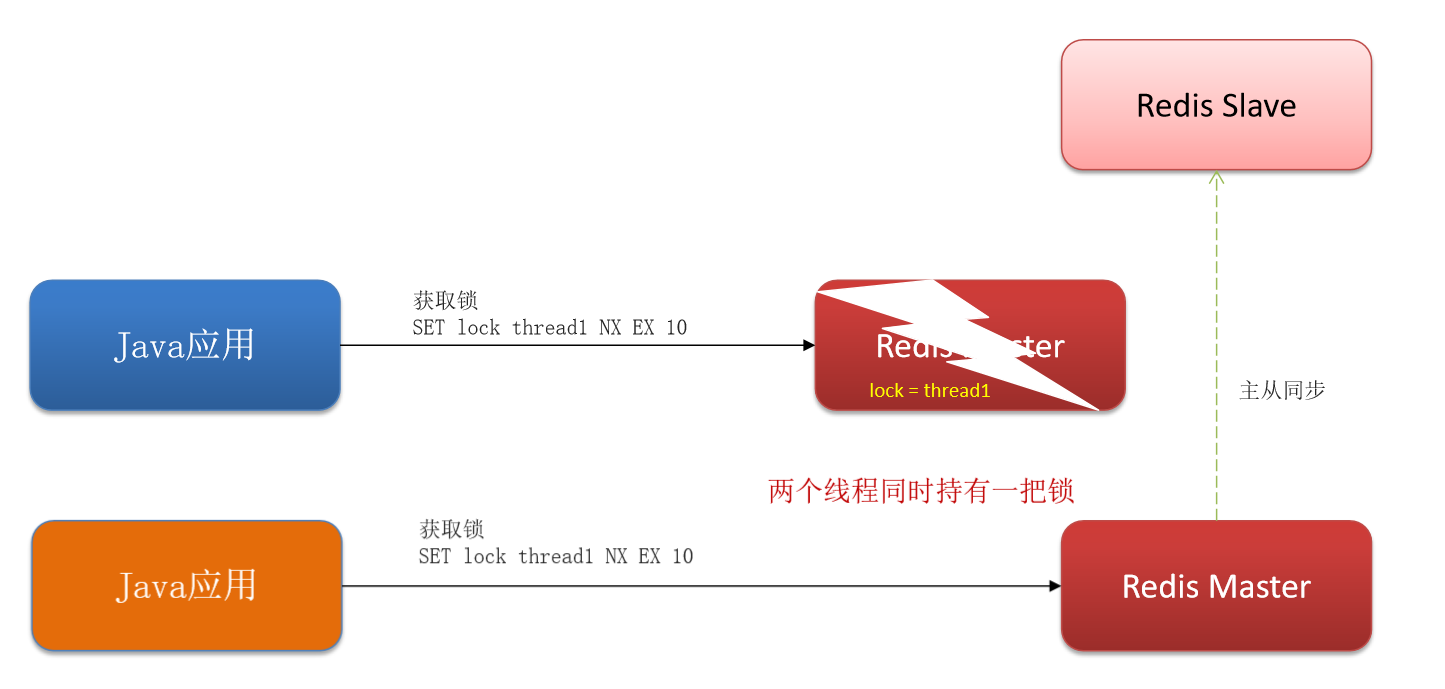 Redis Slave
获取锁
SET lock thread1 NX EX 10
Java应用
Redis Master
lock = thread1
主从同步
两个线程同时持有一把锁
获取锁
SET lock thread1 NX EX 10
Java应用
Redis Master